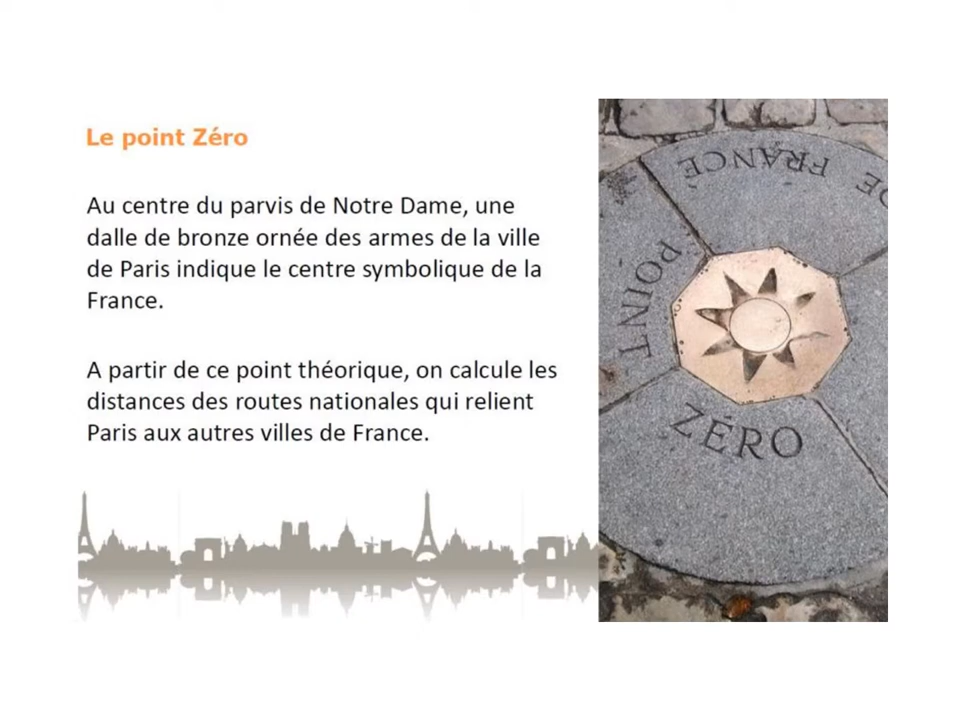 Le point Zéro
Au centre du parvis de Notre Dame, une
dalle de bronze ornée des armes de la ville
de Paris indique le centre symbolique de la
France.
A partir de ce point théorique, on calcule les
distances des routes nationales qui relient
Paris aux autres villes de France.
POINT
ZÉRO
DE FRANCE